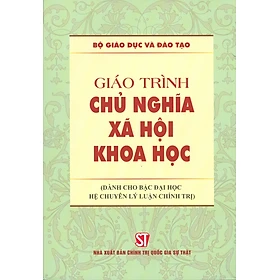 BỘ GIÁO DỤC VÀ ĐÀO TẠO
GIÁO TRÌNH
CHỦ NGHĨA
XÃ HỘI
KHOA HỌC
(DÀNH CHO BẬC ĐẠI HỌC
HỆ CHUYÊN LÝ LUẬN CHÍNH TRỊ)
ST
NHÀ XUẤT BẢN CHÍNH TRỊ QUỐC GIA SỰ THẬT